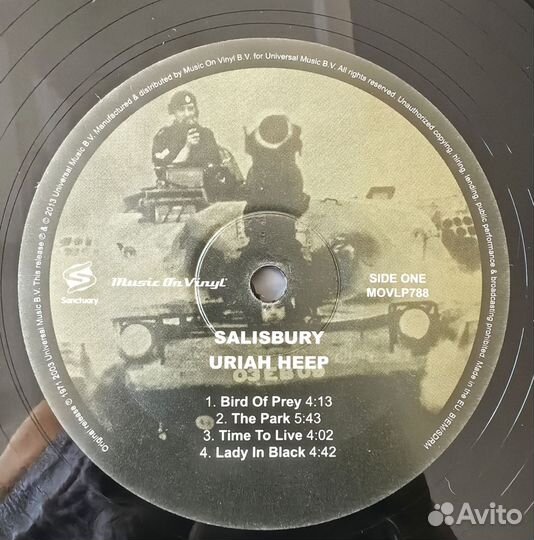 Original release ℗ 1971, 2003 Universal Music B.V. This release ℗ & © 2013 Universal Music B.V. Manufactured & distributed by Music On Vinyl B.V. for Universal Music B.V. All rights reserved. Unauthorized copying, hiring, lending, public performance & broadcasting prohibited. Made in the EU. BIEM/SDRM
Sanctuary
Music On Vinyl
SIDE ONE
MOVLP788
SALISBURY
URIAH HEEP
1. Bird Of Prey 4:13
2. The Park 5:43
3. Time To Live 4:02
4. Lady In Black 4:42
Avito